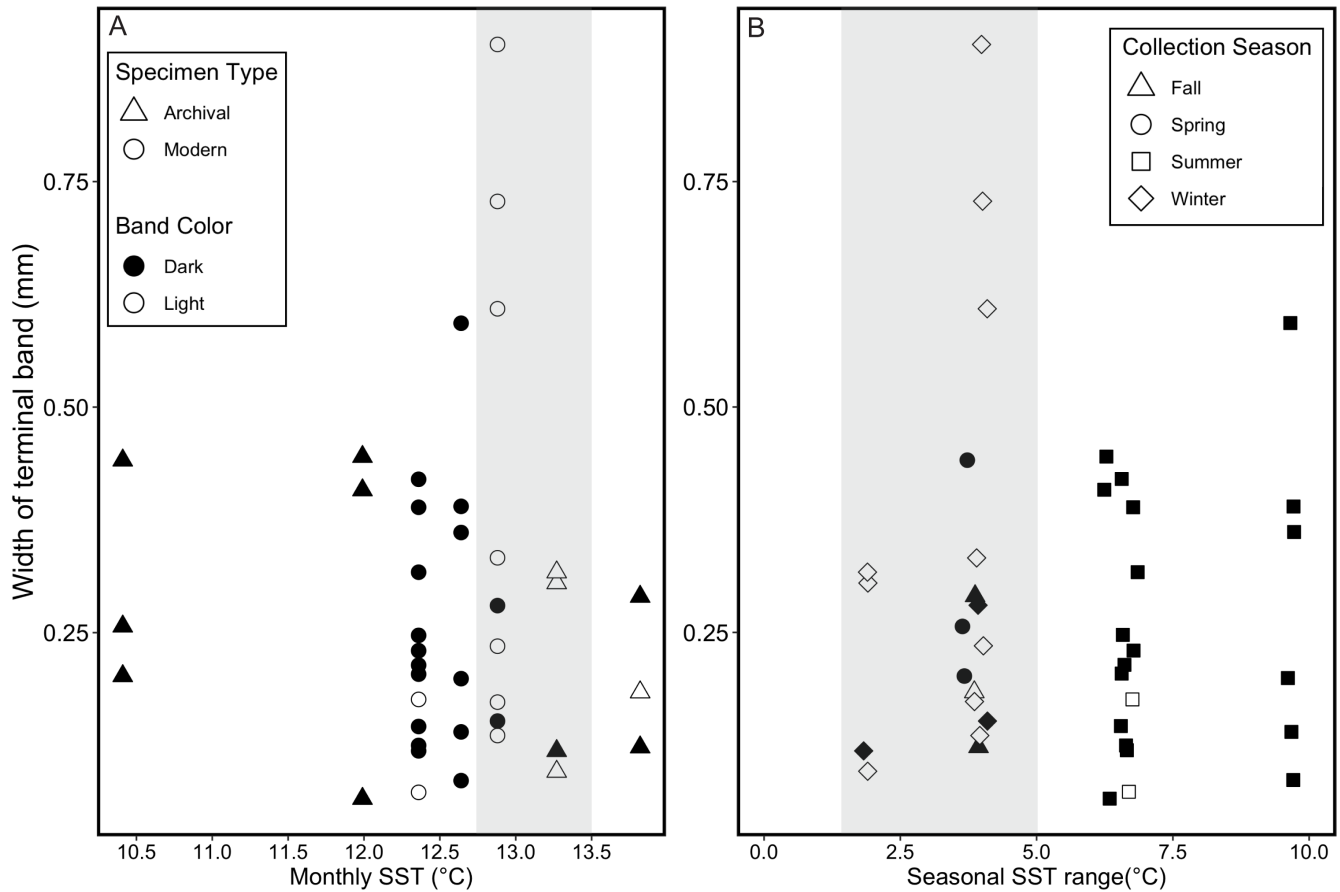 A
Specimen Type
Archival
Modern
Band Color
Dark
Light
Width of terminal band (mm)
0.75
0.50
0.25
10.5 11.0 11.5 12.0 12.5 13.0 13.5
Monthly SST (°C)
B
Collection Season
Fall
Spring
Summer
Winter
0.75
0.50
0.25
0.0 2.5 5.0 7.5 10.0
Seasonal SST range(°C)